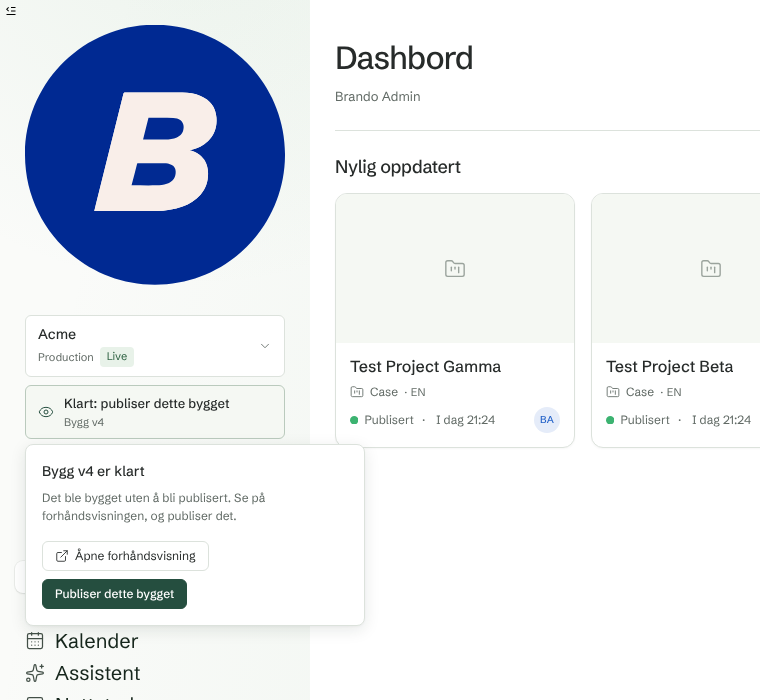 B
Dashbord
Brando Admin
Nylig oppdatert
Acme
Production Live
Klart: publiser dette bygget
Bygg v4
Bygg v4 er klart
Det ble bygget uten å bli publisert. Se på
forhåndsvisningen, og publiser det.
Åpne forhåndsvisning
Publiser dette bygget
Kalender
Assistent
Test Project Gamma
Case · EN
Publisert · I dag 21:24 BA
Test Project Beta
Case · EN
Publisert · I dag 21:24